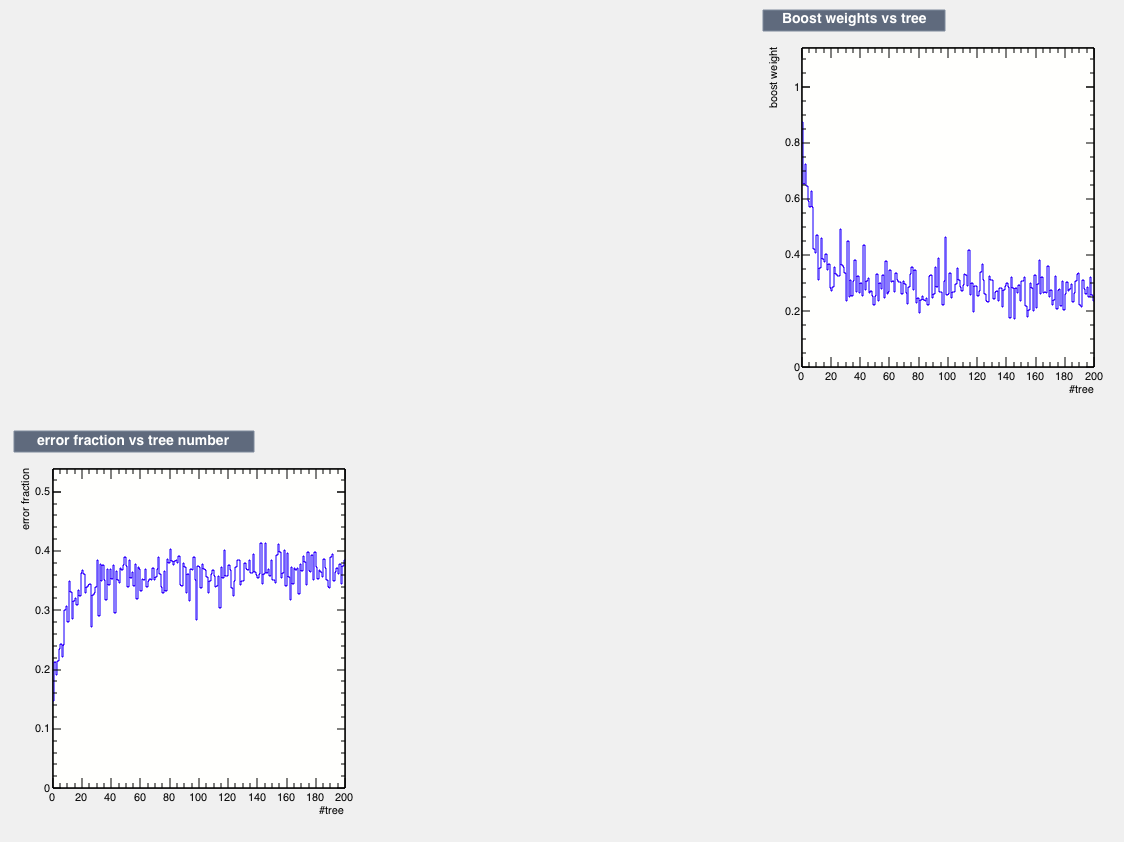 Boost weights vs tree
boost weight
1
0.8
0.6
0.4
0.2
0
0 20 40 60 80 100 120 140 160 180 200
#tree
error fraction vs tree number
error fraction
0.5
0.4
0.3
0.2
0.1
0
0 20 40 60 80 100 120 140 160 180 200
#tree